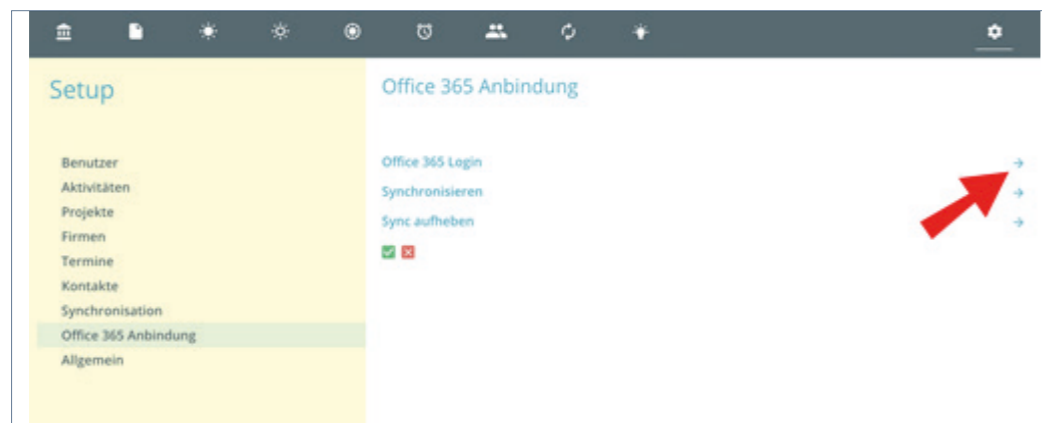 Setup
Benutzer
Aktivitäten
Projekte
Firmen
Termine
Kontakte
Synchronisation
Office 365 Anbindung
Allgemein
Office 365 Anbindung
Office 365 Login
Synchronisieren
Sync aufheben